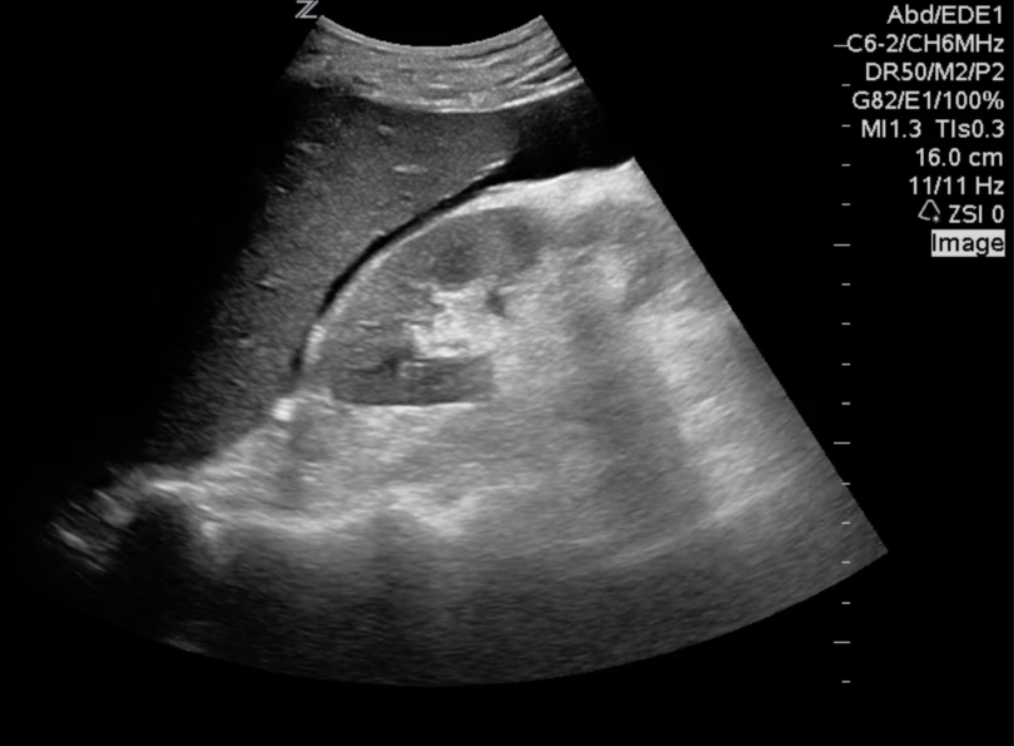 Z
Abd/EDE1
C6-2/CH6MHz
DR50/M2/P2
G82/E1/100%
MI1.3 TIs0.3
16.0 cm
11/11 Hz
ZSI 0
Image